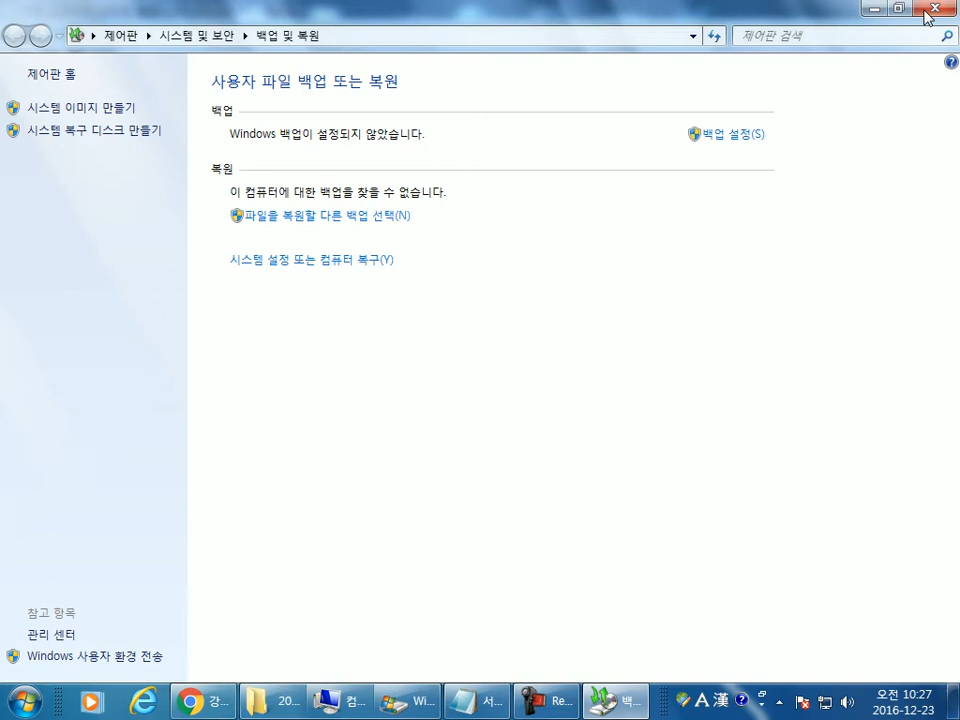 제어판 ▸ 시스템 및 보안 ▸ 백업 및 복원
제어판 검색
제어판 홈
시스템 이미지 만들기
시스템 복구 디스크 만들기
사용자 파일 백업 또는 복원
백업
Windows 백업이 설정되지 않았습니다.
백업 설정(S)
복원
이 컴퓨터에 대한 백업을 찾을 수 없습니다.
파일을 복원할 다른 백업 선택(N)
시스템 설정 또는 컴퓨터 복구(Y)
참고 항목
관리 센터
Windows 사용자 환경 전송
강...
20...
컴...
Wi...
서...
Re...
백...
A 漢
오전 10:27
2016-12-23